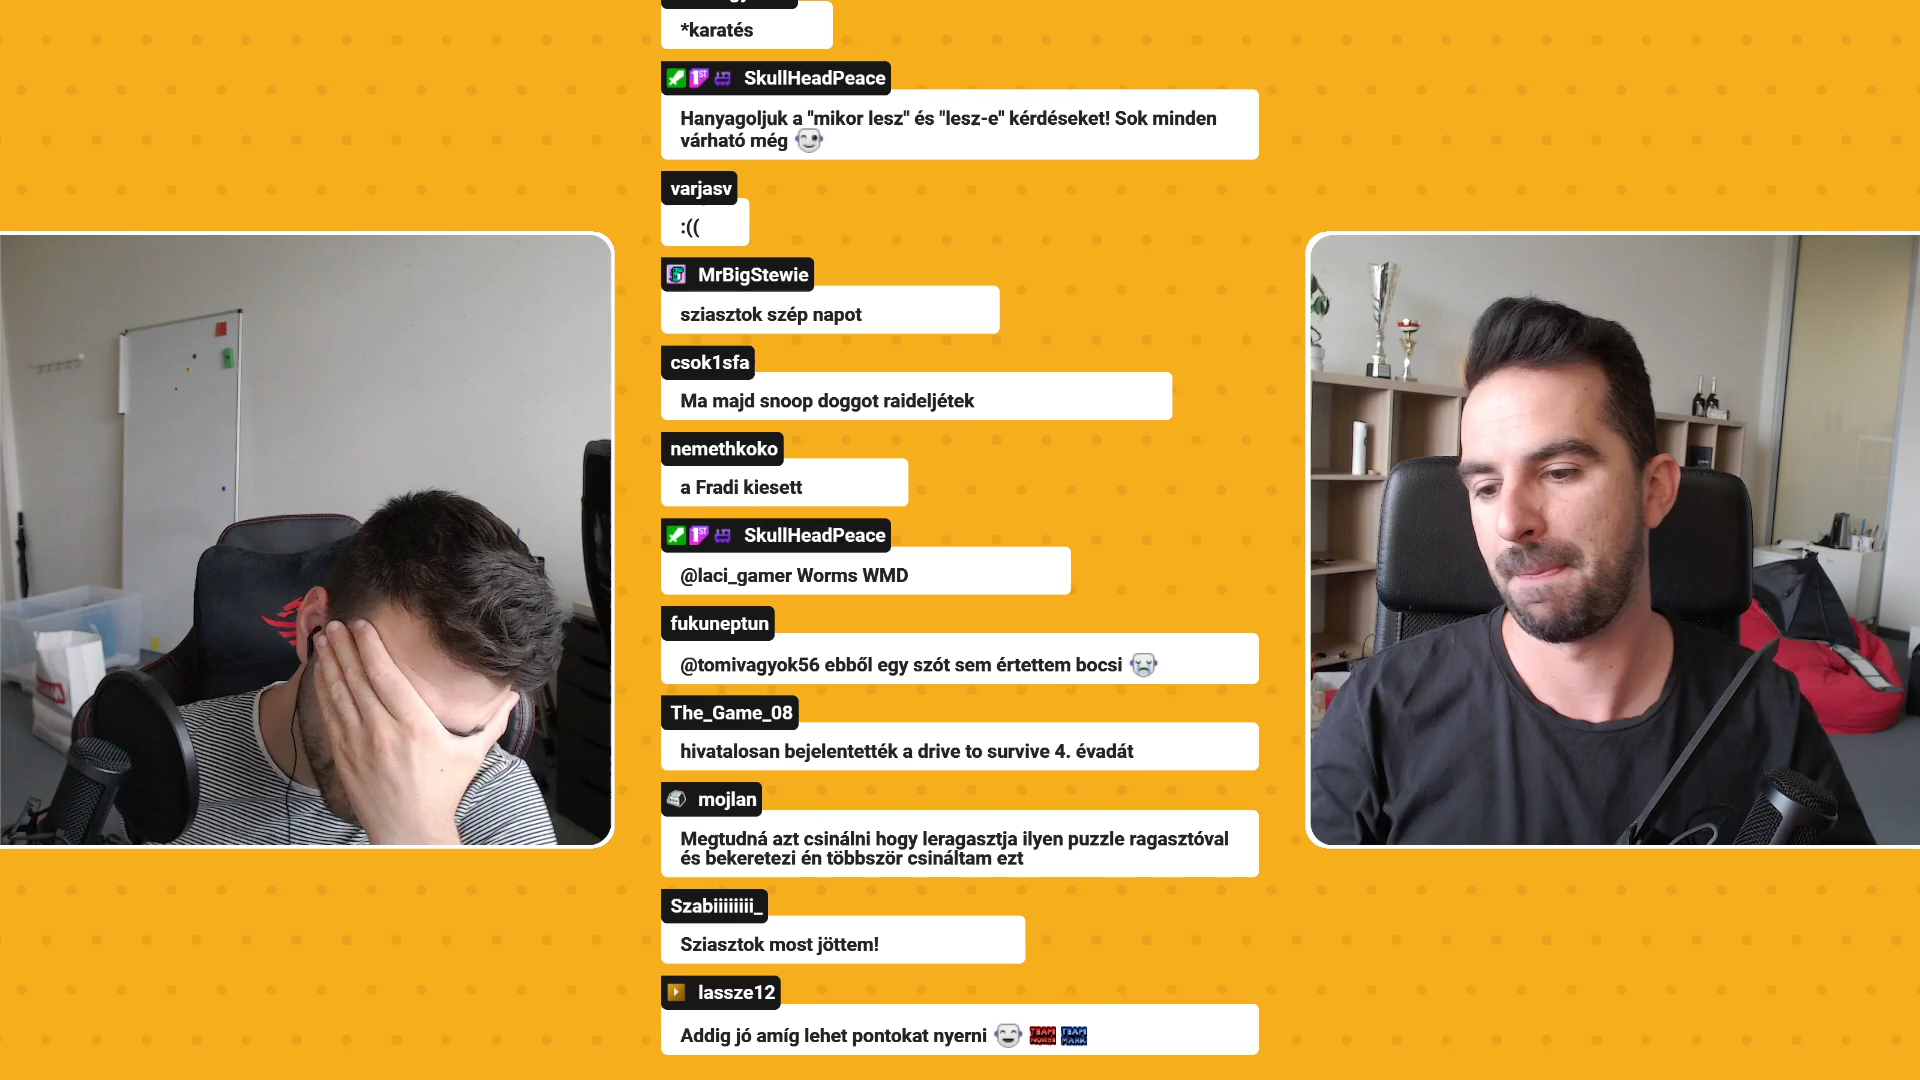 *karatés
SkullHeadPeace
Hanyagoljuk a "mikor lesz" és "lesz-e" kérdéseket! Sok minden
várható még
varjasv
:((
MrBigStewie
sziasztok szép napot
csok1sfa
Ma majd snoop doggot raideljétek
nemethkoko
a Fradi kiesett
SkullHeadPeace
@laci_gamer Worms WMD
fukuneptun
@tomivagyok56 ebből egy szót sem értettem bocsi
The_Game_08
hivatalosan bejelentették a drive to survive 4. évadát
mojlan
Megtudná azt csinálni hogy leragasztja ilyen puzzle ragasztóval
és bekeretezi én többször csináltam ezt
Szabiiiiiiii_
Sziasztok most jöttem!
lassze12
Addig jó amíg lehet pontokat nyerni